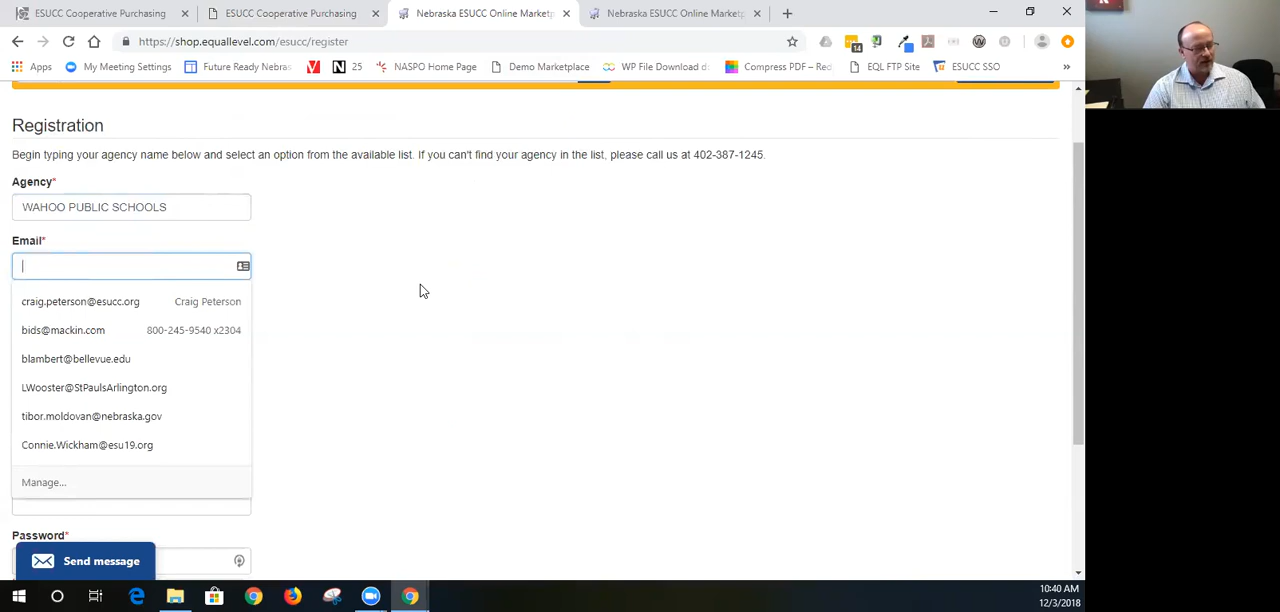 ESUCC Cooperative Purchasing
ESUCC Cooperative Purchasing
Nebraska ESUCC Online Marketp
Nebraska ESUCC Online Marketp
https://shop.equallevel.com/esucc/register
14
Apps
My Meeting Settings
Future Ready Nebras
25
NASPO Home Page
Demo Marketplace
WP File Download d
Compress PDF – Red
EQL FTP Site
ESUCC SSO
Registration
Begin typing your agency name below and select an option from the available list. If you can't find your agency in the list, please call us at 402-387-1245.
Agency*
WAHOO PUBLIC SCHOOLS
Email*
craig.peterson@esucc.org Craig Peterson
bids@mackin.com 800-245-9540 x2304
blambert@bellevue.edu
LWooster@StPaulsArlington.org
tibor.moldovan@nebraska.gov
Connie.Wickham@esu19.org
Manage...
Password*
Send message
10:40 AM
12/3/2018